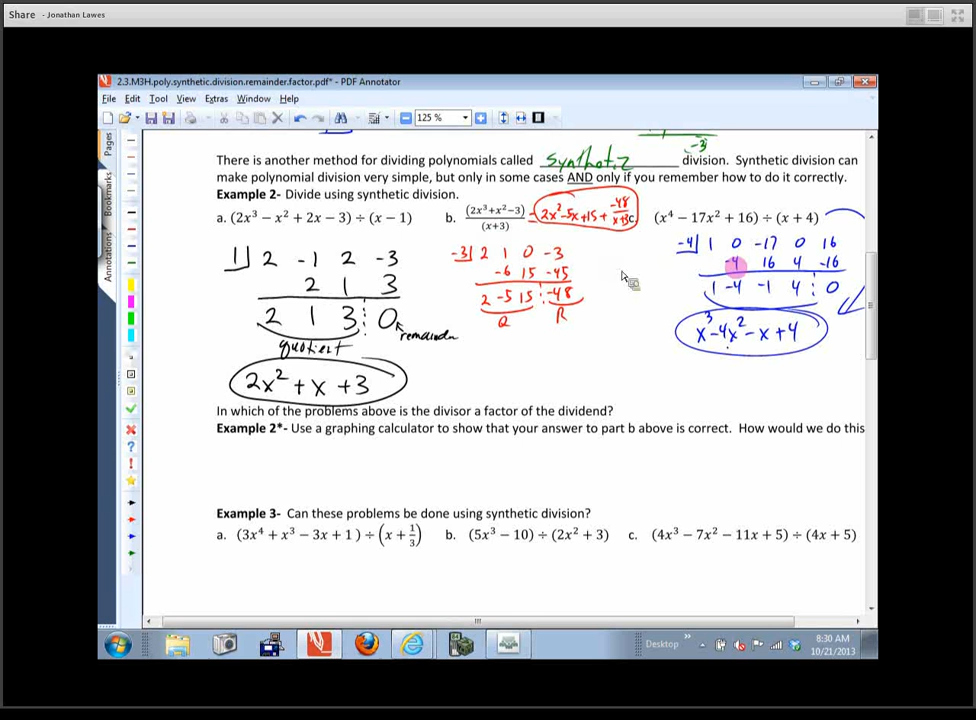 Share - Jonathan Lawes
2.3.M3H.poly.synthetic.division.remainder.factor.pdf* - PDF Annotator
File Edit Tool View Extras Window Help
125 %
Pages
Bookmarks
Annotations
-3
There is another method for dividing polynomials called synthetic division. Synthetic division can
make polynomial division very simple, but only in some cases AND only if you remember how to do it correctly.
Example 2- Divide using synthetic division.
a. (2x³ − x² + 2x − 3) ÷ (x − 1) b. (2x³+x²−3)/(x+3) = 2x²-5x+15+ -48/x+3 c. (x⁴ − 17x² + 16) ÷ (x + 4)
1| 2 -1 2 -3
2 1 3
2 1 3 0 remainder
quotient
2x² + x + 3
-3| 2 1 0 -3
-6 15 -45
2 -5 15 -48
Q R
-4| 1 0 -17 0 16
-4 16 4 -16
1 -4 -1 4 0
x³-4x²-x+4
In which of the problems above is the divisor a factor of the dividend?
Example 2*- Use a graphing calculator to show that your answer to part b above is correct. How would we do this
Example 3- Can these problems be done using synthetic division?
a. (3x⁴ + x³ − 3x + 1) ÷ (x + 1/3) b. (5x³ − 10) ÷ (2x² + 3) c. (4x³ − 7x² − 11x + 5) ÷ (4x + 5)
Desktop
8:30 AM
10/21/2013